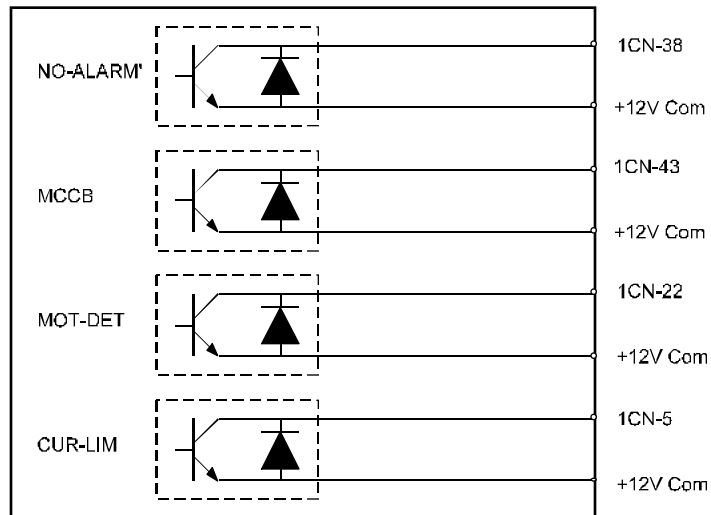 NO-ALARM' 1CN-38
+12V Com
MCCB 1CN-43
+12V Com
MOT-DET 1CN-22
+12V Com
CUR-LIM 1CN-5
+12V Com